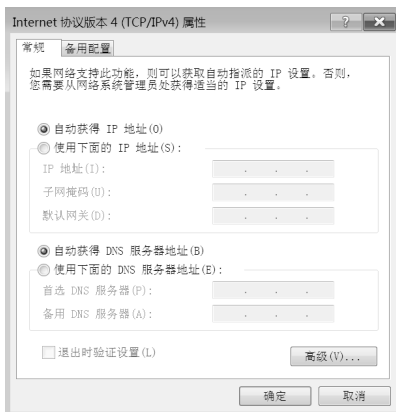 Internet 协议版本 4 (TCP/IPv4) 属性
常规 备用配置
如果网络支持此功能，则可以获取自动指派的 IP 设置。否则，
您需要从网络系统管理员处获得适当的 IP 设置。
自动获得 IP 地址(O)
使用下面的 IP 地址(S):
IP 地址(I):
子网掩码(U):
默认网关(D):
自动获得 DNS 服务器地址(B)
使用下面的 DNS 服务器地址(E):
首选 DNS 服务器(P):
备用 DNS 服务器(A):
退出时验证设置(L)
高级(V)...
确定 取消